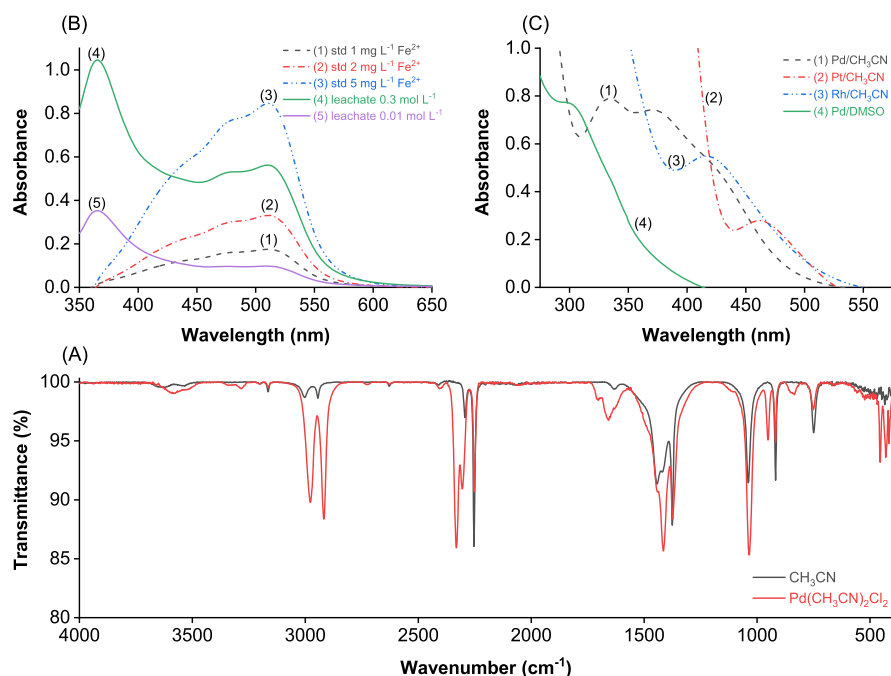 (B)
1.0
0.8
0.6
0.4
0.2
0.0
Absorbance
350 400 450 500 550 600 650
Wavelength (nm)
(1) std 1 mg L⁻¹ Fe²⁺
(2) std 2 mg L⁻¹ Fe²⁺
(3) std 5 mg L⁻¹ Fe²⁺
(4) leachate 0.3 mol L⁻¹
(5) leachate 0.01 mol L⁻¹
(4)
(3)
(5)
(2)
(1)
(C)
1.0
0.8
0.6
0.4
0.2
0.0
Absorbance
300 350 400 450 500 550
Wavelength (nm)
(1) Pd/CH₃CN
(2) Pt/CH₃CN
(3) Rh/CH₃CN
(4) Pd/DMSO
(1)
(2)
(3)
(4)
(A)
100
95
90
85
80
Transmittance (%)
4000 3500 3000 2500 2000 1500 1000 500
Wavenumber (cm⁻¹)
CH₃CN
Pd(CH₃CN)₂Cl₂